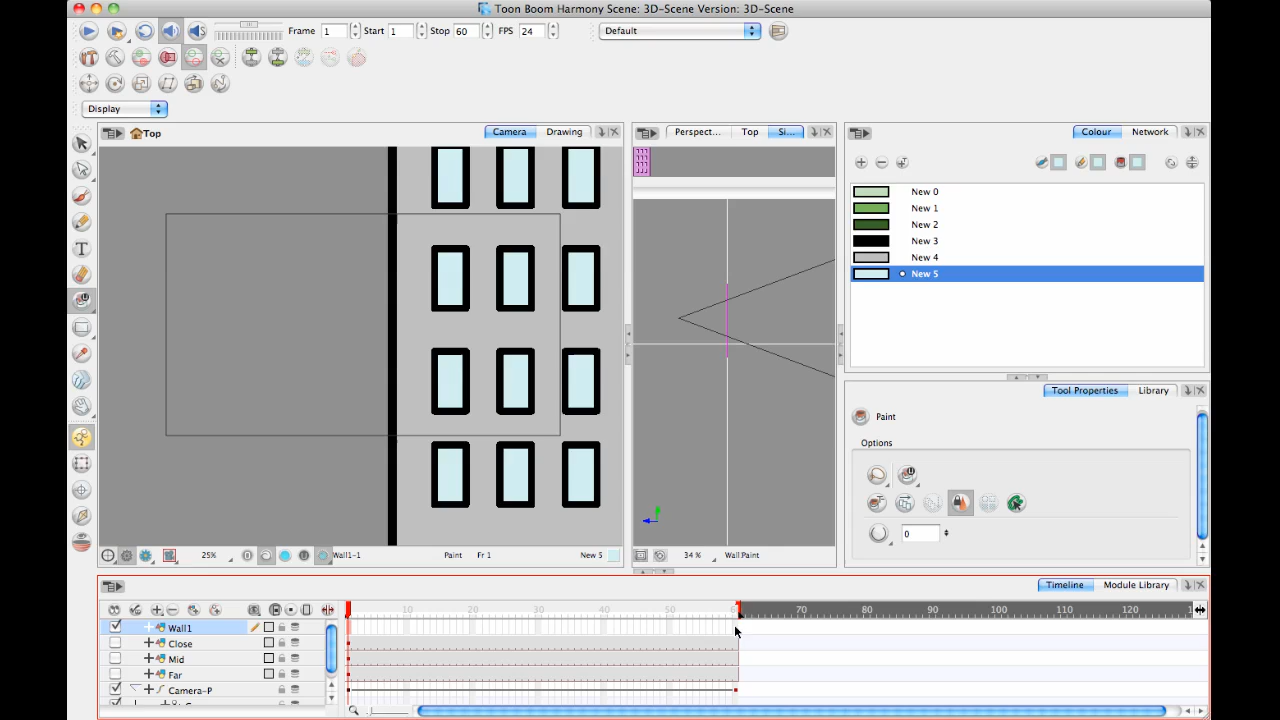 Toon Boom Harmony Scene: 3D-Scene Version: 3D-Scene
Frame 1 Start 1 Stop 60 FPS 24 Default
Display
Top Camera Drawing
Perspect... Top Si...
Colour Network
New 0
New 1
New 2
New 3
New 4
New 5
Tool Properties Library
Paint
Options
0
25% Wall1-1 Paint Fr 1 New 5
34 % Wall:Paint
Timeline Module Library
10 20 30 40 50 70 80 90 100 110 120
Wall1
Close
Mid
Far
Camera-P